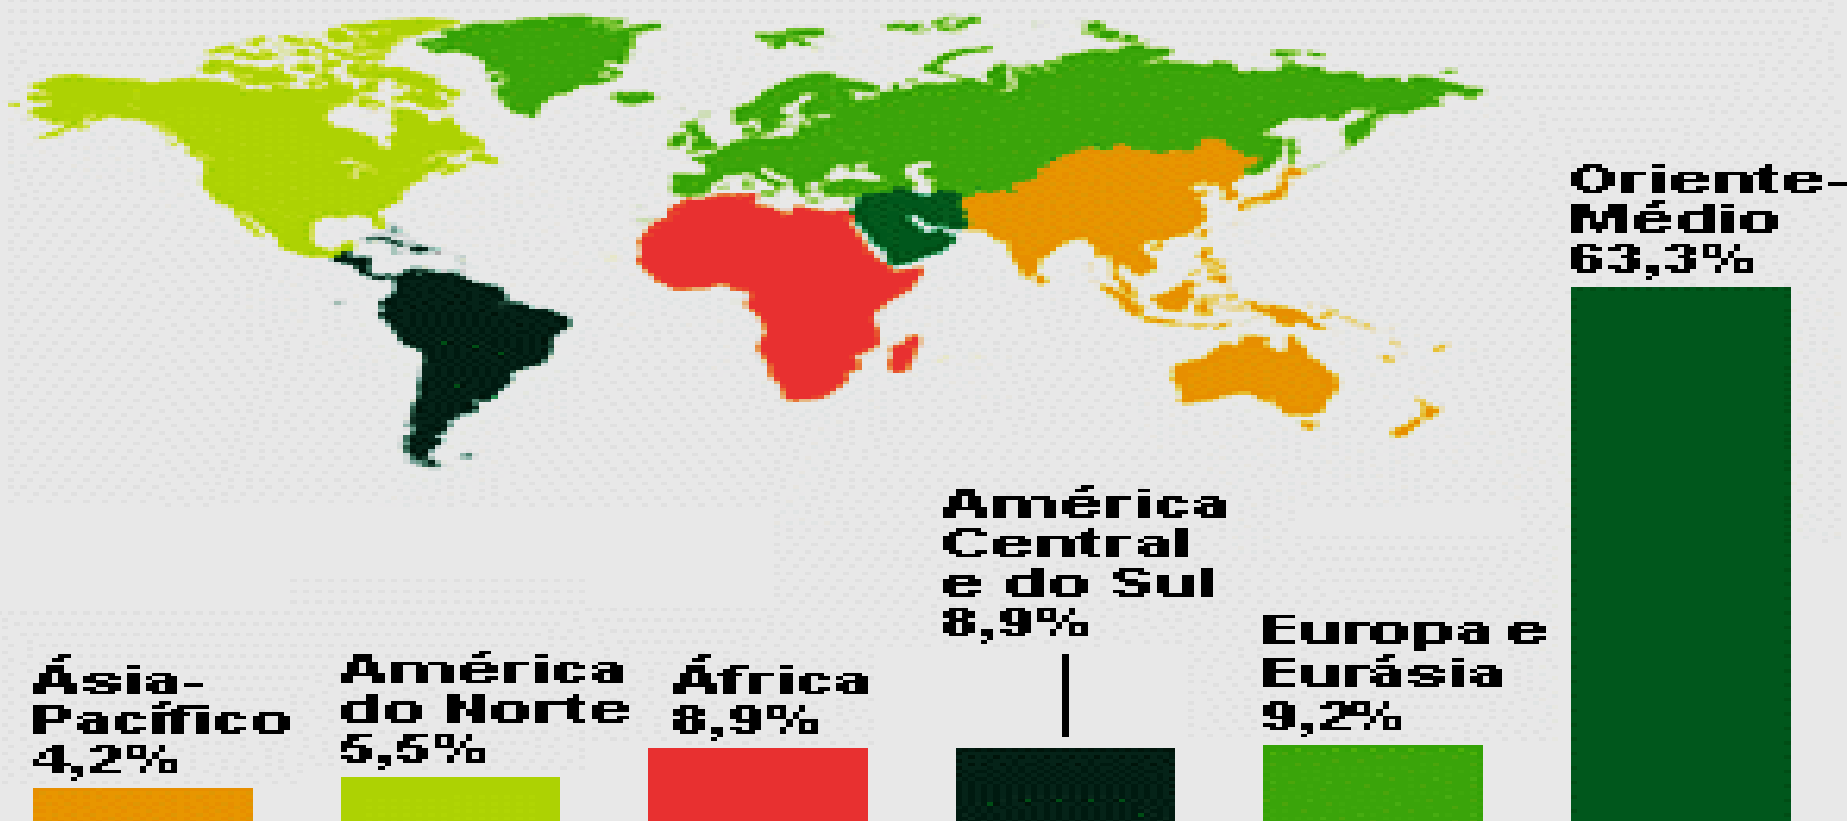 Ásia-
Pacífico
4,2%
América
do Norte
5,5%
África
8,9%
América
Central
e do Sul
8,9%
Europa e
Eurásia
9,2%
Oriente-
Médio
63,3%